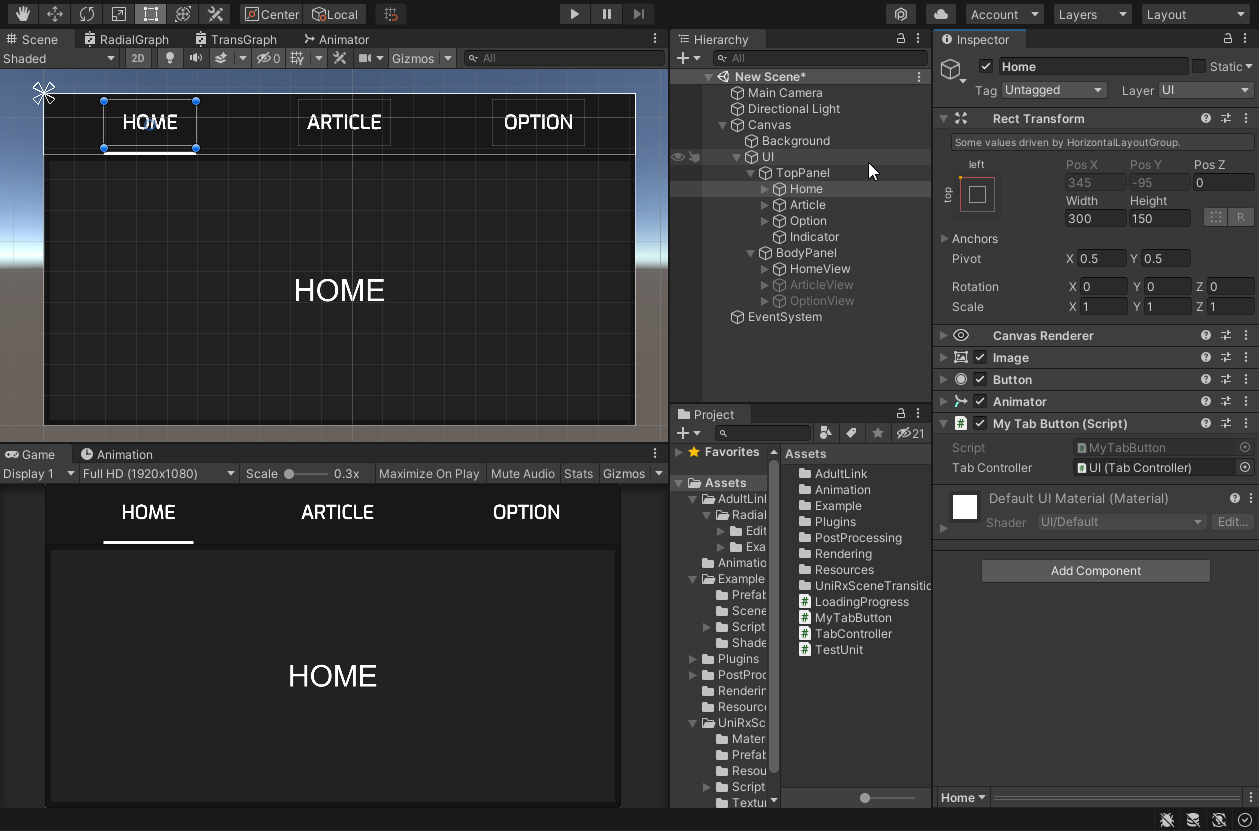 Center
Local
Account
Layers
Layout
Scene
RadialGraph
TransGraph
Animator
Shaded
2D
0
Gizmos
All
HOME
ARTICLE
OPTION
HOME
Game
Animation
Display 1
Full HD (1920x1080)
Scale
0.3x
Maximize On Play
Mute Audio
Stats
Gizmos
HOME
ARTICLE
OPTION
HOME
Hierarchy
All
New Scene*
Main Camera
Directional Light
Canvas
Background
UI
TopPanel
Home
Article
Option
Indicator
BodyPanel
HomeView
ArticleView
OptionView
EventSystem
Project
21
Favorites
Assets
AdultLink
Radial
Edit
Exa
Animatio
Example
Prefab
Scene
Script
Shade
Plugins
PostProc
Renderin
Resource
UniRxSc
Mater
Prefab
Resou
Script
Textur
Assets
AdultLink
Animation
Example
Plugins
PostProcessing
Rendering
Resources
UniRxSceneTransitio
LoadingProgress
MyTabButton
TabController
TestUnit
Inspector
Home
Static
Tag Untagged
Layer UI
Rect Transform
Some values driven by HorizontalLayoutGroup.
left
top
Pos X Pos Y Pos Z
345 -95 0
Width Height
300 150
R
Anchors
Pivot X 0.5 Y 0.5
Rotation X 0 Y 0 Z 0
Scale X 1 Y 1 Z 1
Canvas Renderer
Image
Button
Animator
# My Tab Button (Script)
Script MyTabButton
Tab Controller UI (Tab Controller)
Default UI Material (Material)
Shader UI/Default Edit...
Add Component
Home